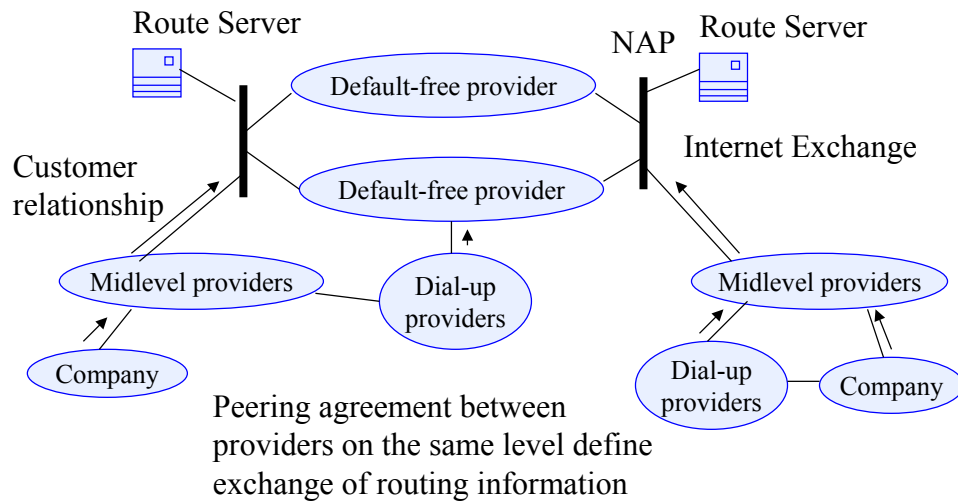 Route Server
NAP
Route Server
Default-free provider
Internet Exchange
Customer
relationship
Default-free provider
Midlevel providers
Dial-up
providers
Midlevel providers
Company
Dial-up
providers
Company
Peering agreement between
providers on the same level define
exchange of routing information